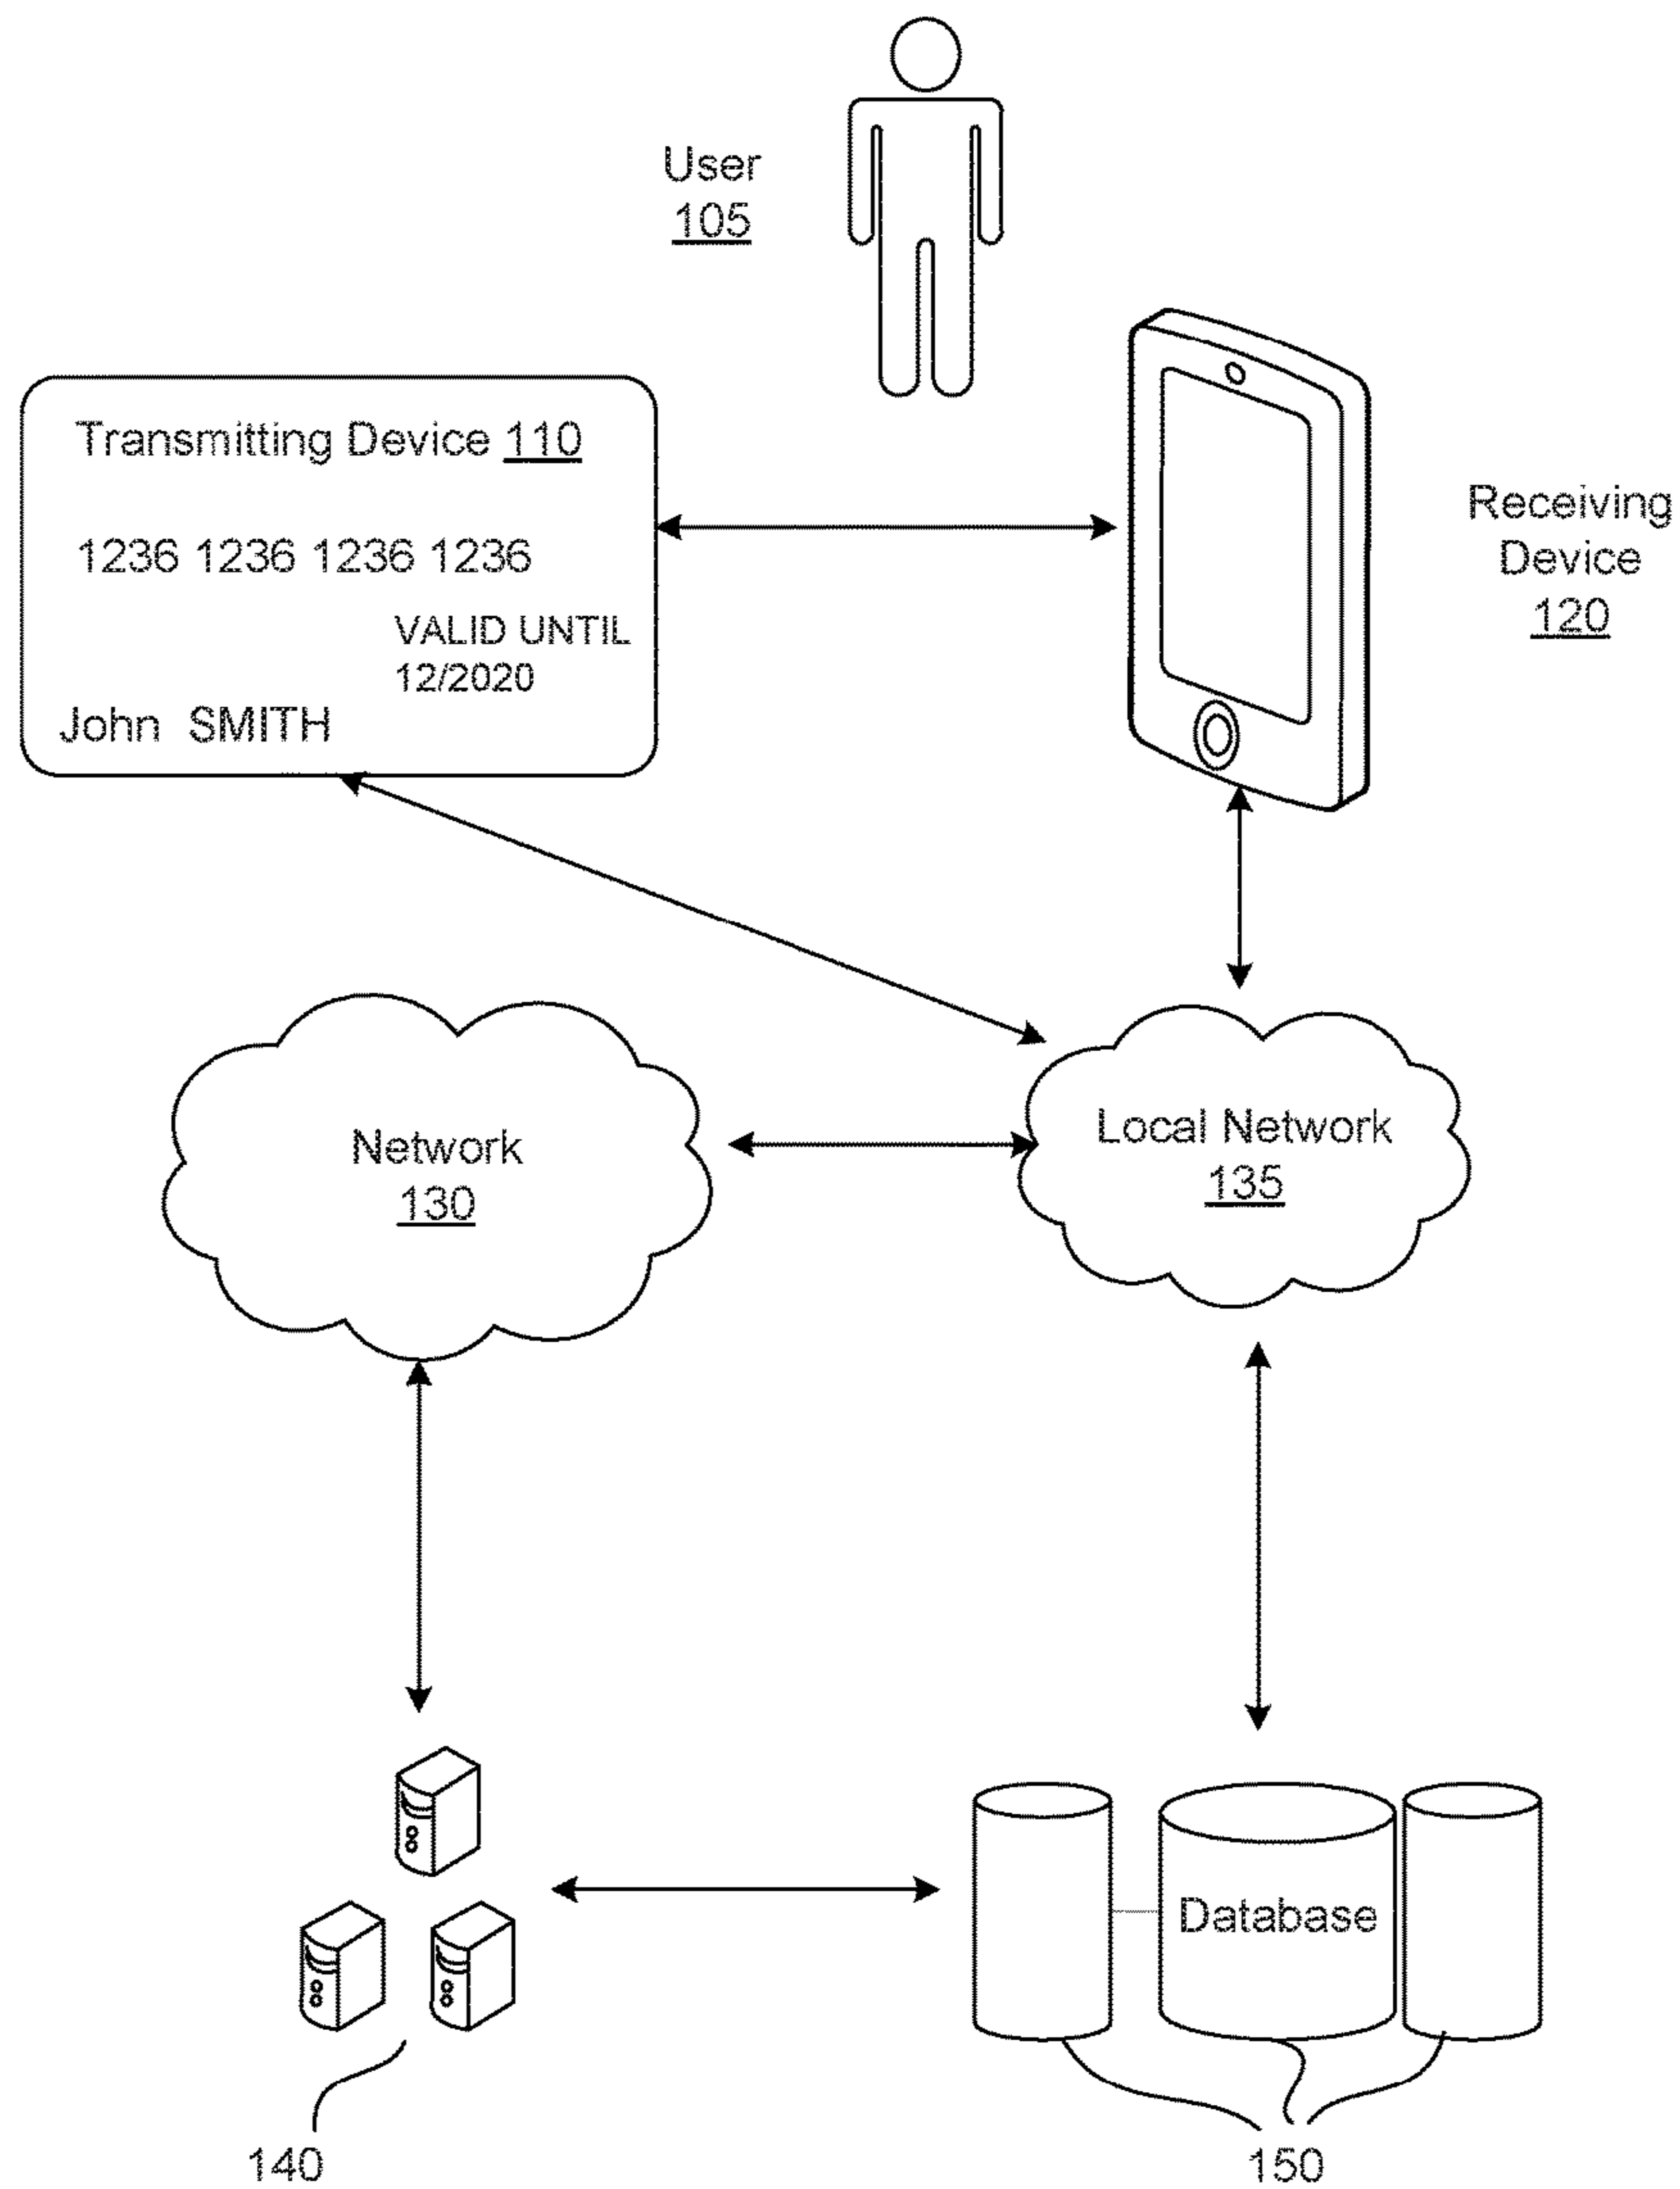 User
105
Transmitting Device 110
1236 1236 1236 1236
VALID UNTIL
12/2020
John SMITH
Receiving
Device
120
Network
130
Local Network
135
Database
140
150